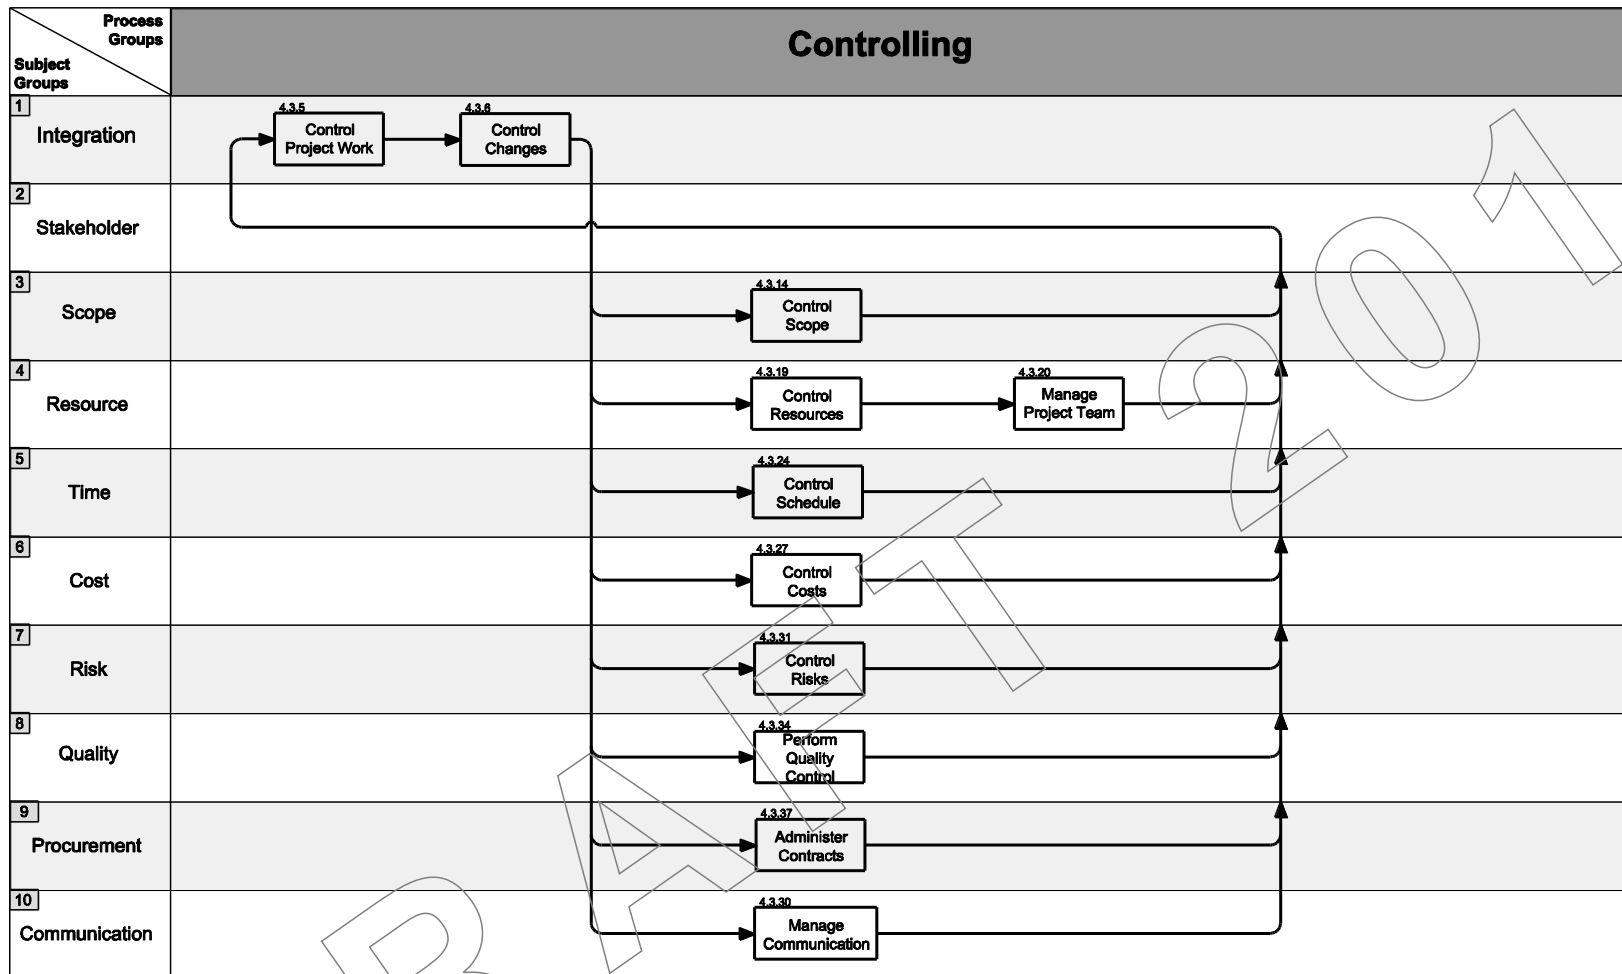 Process
Groups
Subject
Groups
Controlling
1
Integration
4.3.5
Control
Project Work
4.3.6
Control
Changes
2
Stakeholder
3
Scope
4.3.14
Control
Scope
4
Resource
4.3.19
Control
Resources
4.3.20
Manage
Project Team
5
Time
4.3.24
Control
Schedule
6
Cost
4.3.27
Control
Costs
7
Risk
4.3.31
Control
Risks
8
Quality
4.3.34
Perform
Quality
Control
9
Procurement
4.3.37
Administer
Contracts
10
Communication
4.3.30
Manage
Communication
RAFT 201